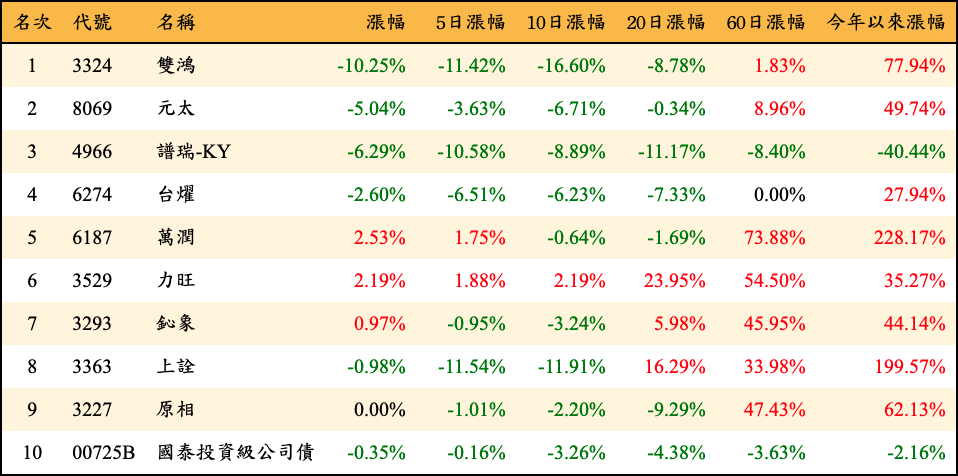 名次 代號 名稱 漲幅 5日漲幅 10日漲幅 20日漲幅 60日漲幅 今年以來漲幅
1 3324 雙鴻 -10.25% -11.42% -16.60% -8.78% 1.83% 77.94%
2 8069 元太 -5.04% -3.63% -6.71% -0.34% 8.96% 49.74%
3 4966 譜瑞-KY -6.29% -10.58% -8.89% -11.17% -8.40% -40.44%
4 6274 台燿 -2.60% -6.51% -6.23% -7.33% 0.00% 27.94%
5 6187 萬潤 2.53% 1.75% -0.64% -1.69% 73.88% 228.17%
6 3529 力旺 2.19% 1.88% 2.19% 23.95% 54.50% 35.27%
7 3293 鈊象 0.97% -0.95% -3.24% 5.98% 45.95% 44.14%
8 3363 上詮 -0.98% -11.54% -11.91% 16.29% 33.98% 199.57%
9 3227 原相 0.00% -1.01% -2.20% -9.29% 47.43% 62.13%
10 00725B 國泰投資級公司債 -0.35% -0.16% -3.26% -4.38% -3.63% -2.16%